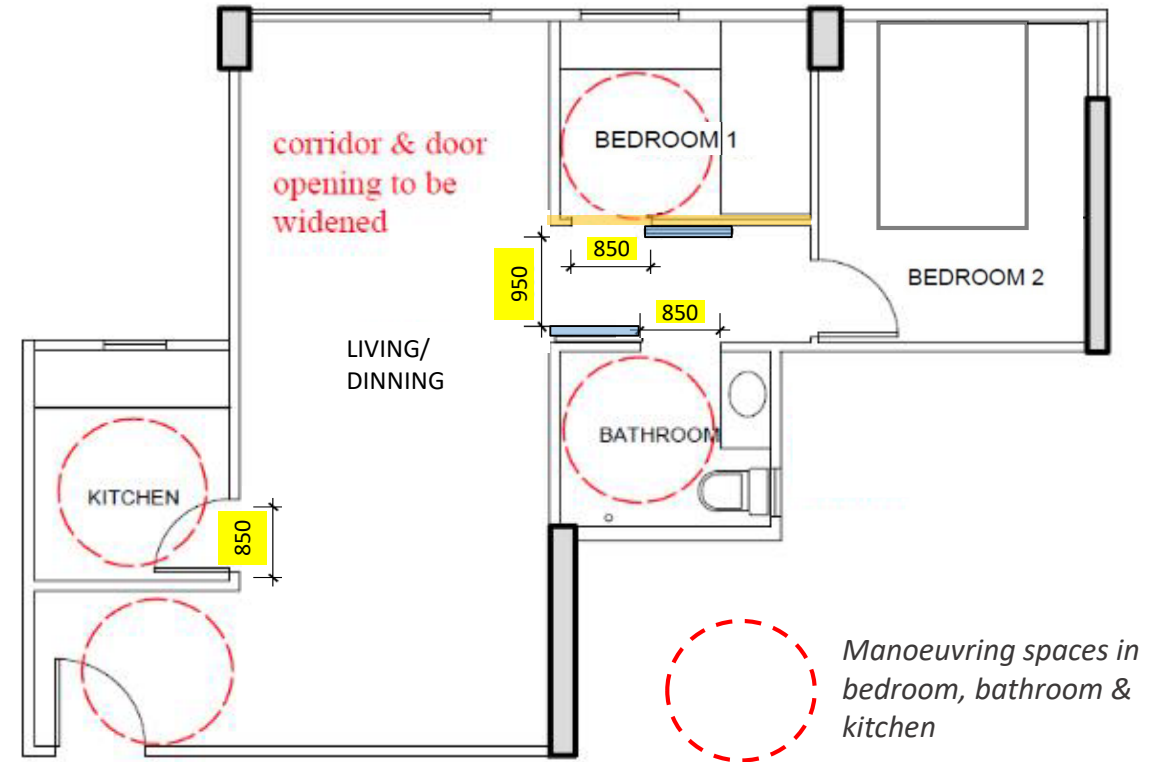 BEDROOM 1
corridor & door
opening to be
widened
850
950
BEDROOM 2
850
LIVING/
DINNING
BATHROOM
KITCHEN
850
Manoeuvring spaces in
bedroom, bathroom &
kitchen